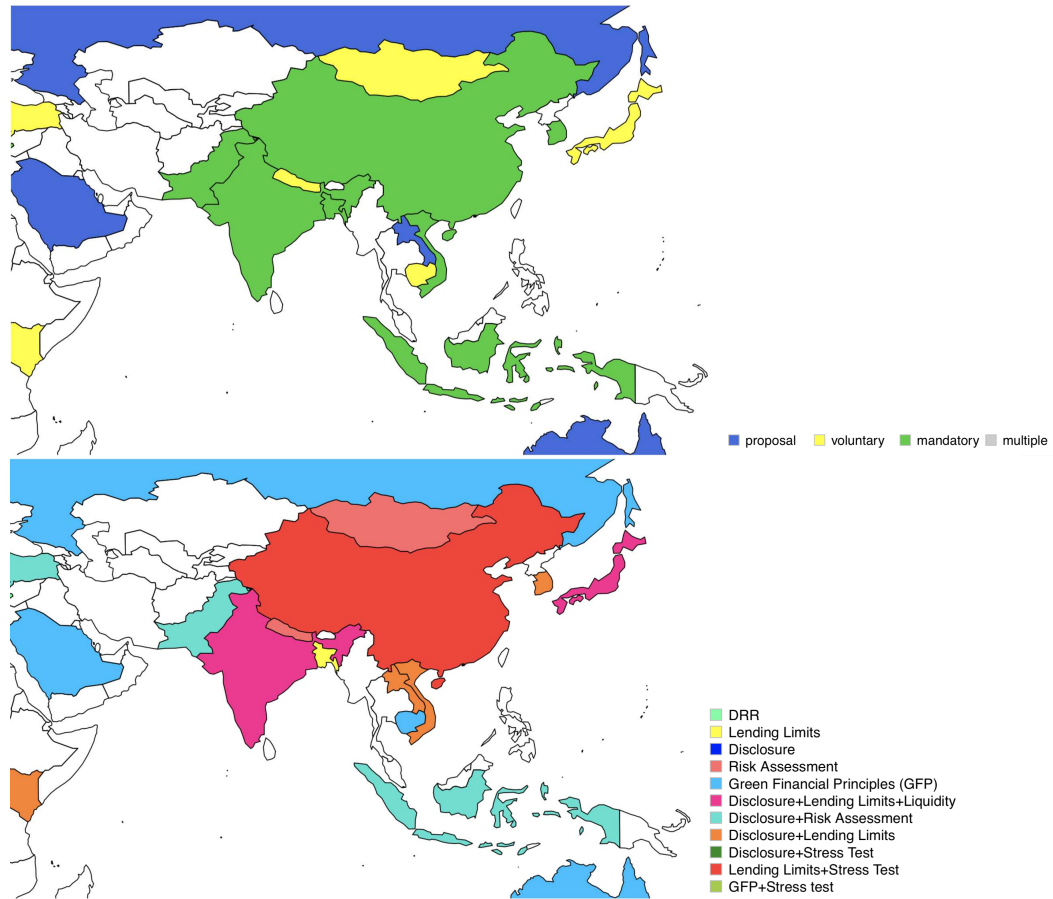 proposal voluntary mandatory multiple
DRR
Lending Limits
Disclosure
Risk Assessment
Green Financial Principles (GFP)
Disclosure+Lending Limits+Liquidity
Disclosure+Risk Assessment
Disclosure+Lending Limits
Disclosure+Stress Test
Lending Limits+Stress Test
GFP+Stress test